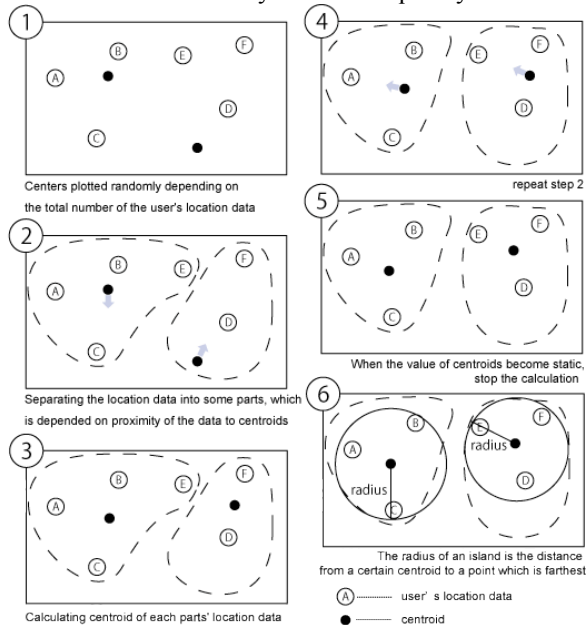 1
A
B
E
F
C
D
Centers plotted randomly depending on
the total number of the user's location data
2
A
B
E
F
C
D
Separating the location data into some parts, which
is depended on proximity of the data to centroids
3
A
B
E
F
C
D
Calculating centroid of each parts' location data
4
A
B
E
F
C
D
repeat step 2
5
A
B
E
F
C
D
When the value of centroids become static,
stop the calculation
6
A
B
E
F
C
D
radius
radius
The radius of an island is the distance
from a certain centroid to a point which is farthest
A user's location data
centroid